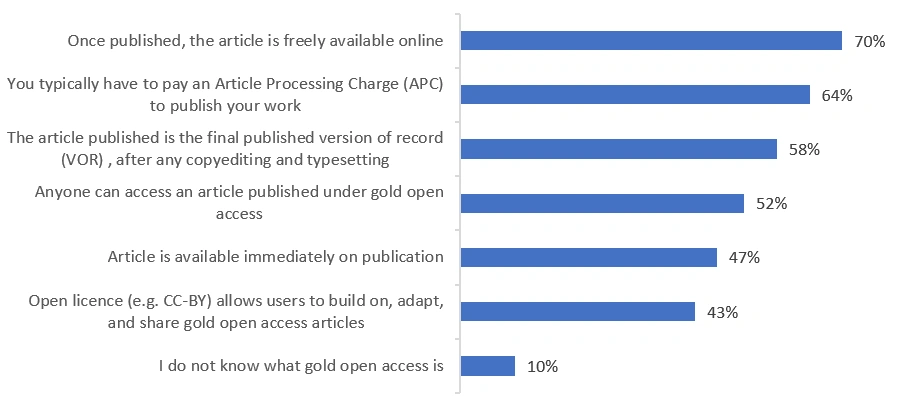 Once published, the article is freely available online
70%
You typically have to pay an Article Processing Charge (APC)
to publish your work
64%
The article published is the final published version of record
(VOR) , after any copyediting and typesetting
58%
Anyone can access an article published under gold open
access
52%
Article is available immediately on publication
47%
Open licence (e.g. CC-BY) allows users to build on, adapt,
and share gold open access articles
43%
I do not know what gold open access is
10%